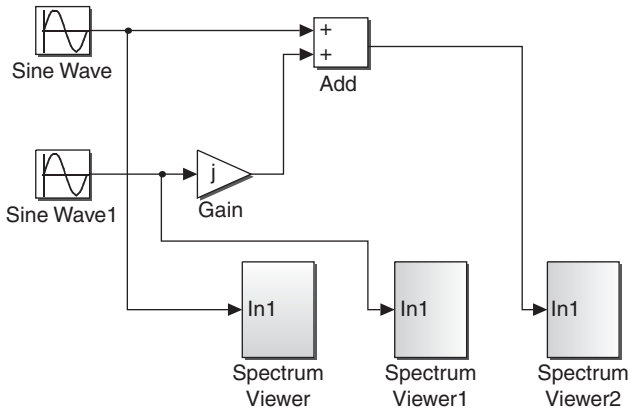 +
+
Sine Wave
Add
j
Sine Wave1
Gain
In1
In1
In1
Spectrum
Viewer
Spectrum
Viewer1
Spectrum
Viewer2